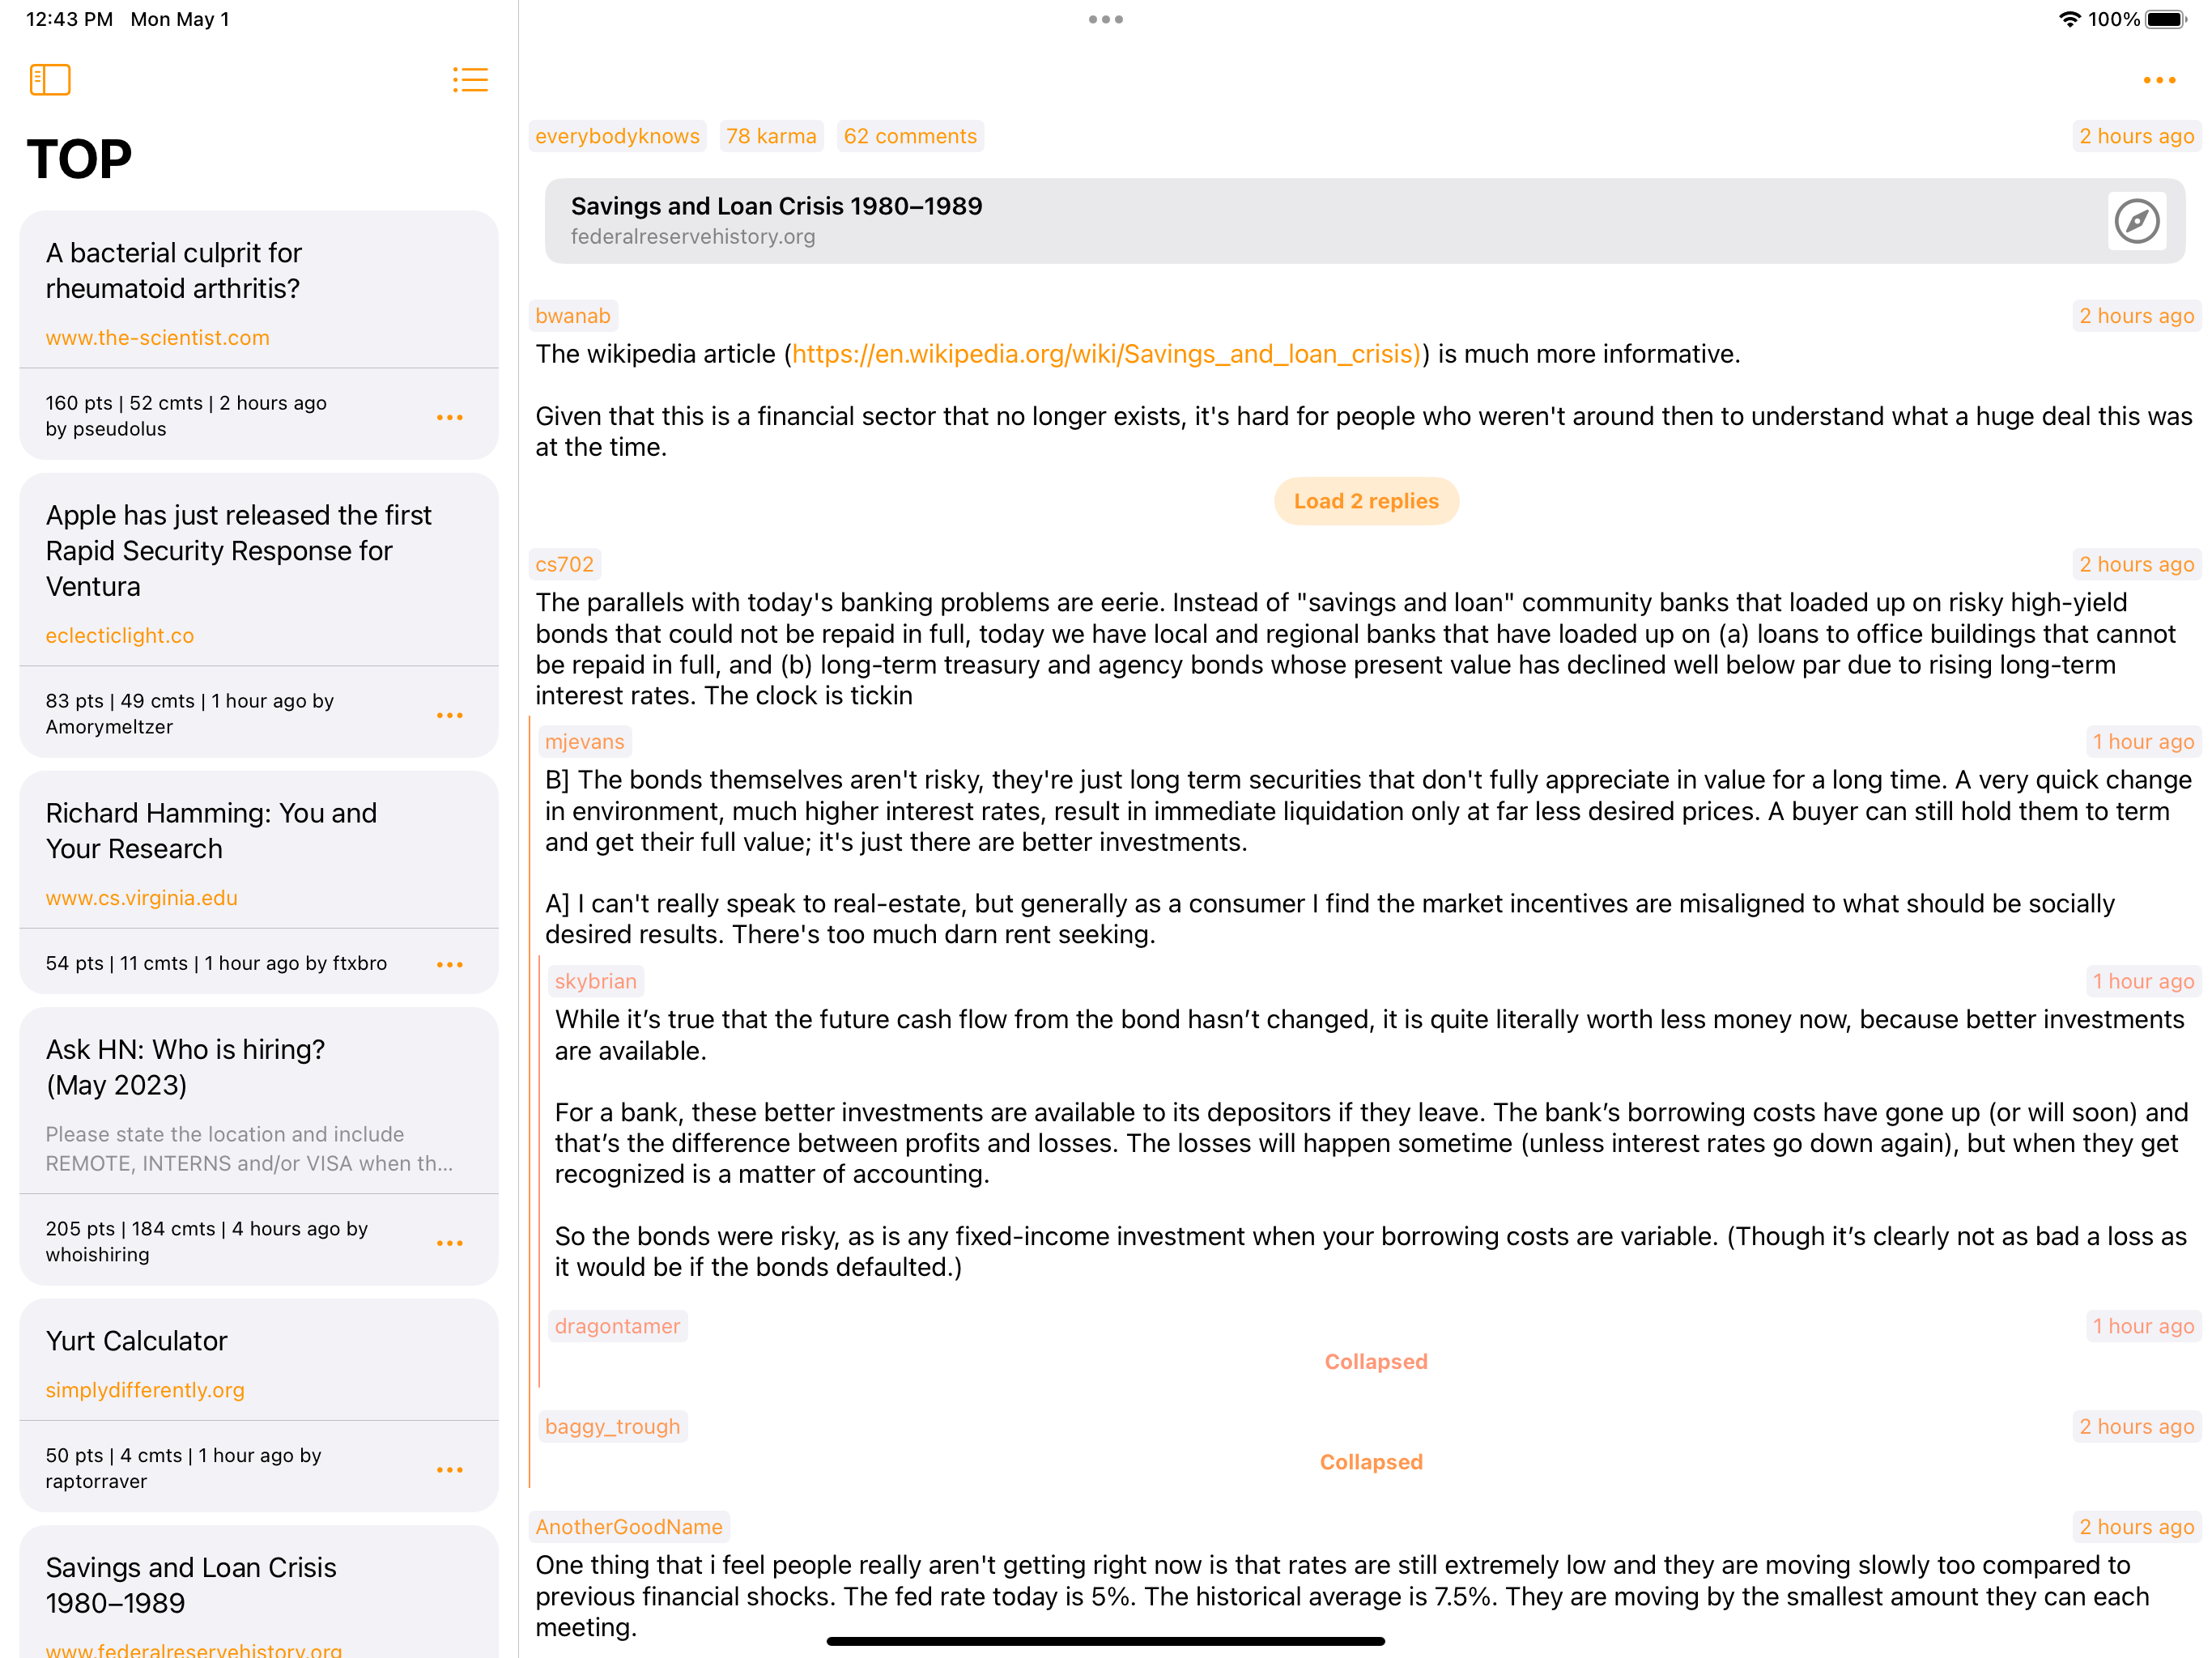 12:43 PM Mon May 1
100%
TOP
A bacterial culprit for
rheumatoid arthritis?
www.the-scientist.com
160 pts | 52 cmts | 2 hours ago
by pseudolus
Apple has just released the first
Rapid Security Response for
Ventura
eclecticlight.co
83 pts | 49 cmts | 1 hour ago by
Amorymeltzer
Richard Hamming: You and
Your Research
www.cs.virginia.edu
54 pts | 11 cmts | 1 hour ago by ftxbro
Ask HN: Who is hiring?
(May 2023)
Please state the location and include
REMOTE, INTERNS and/or VISA when th...
205 pts | 184 cmts | 4 hours ago by
whoishiring
Yurt Calculator
simplydifferently.org
50 pts | 4 cmts | 1 hour ago by
raptorraver
Savings and Loan Crisis
1980–1989
www.federalreservehistory.org
everybodyknows 78 karma 62 comments 2 hours ago
Savings and Loan Crisis 1980–1989
federalreservehistory.org
bwanab 2 hours ago
The wikipedia article (https://en.wikipedia.org/wiki/Savings_and_loan_crisis)) is much more informative.
Given that this is a financial sector that no longer exists, it's hard for people who weren't around then to understand what a huge deal this was
at the time.
Load 2 replies
cs702 2 hours ago
The parallels with today's banking problems are eerie. Instead of "savings and loan" community banks that loaded up on risky high-yield
bonds that could not be repaid in full, today we have local and regional banks that have loaded up on (a) loans to office buildings that cannot
be repaid in full, and (b) long-term treasury and agency bonds whose present value has declined well below par due to rising long-term
interest rates. The clock is tickin
mjevans 1 hour ago
B] The bonds themselves aren't risky, they're just long term securities that don't fully appreciate in value for a long time. A very quick change
in environment, much higher interest rates, result in immediate liquidation only at far less desired prices. A buyer can still hold them to term
and get their full value; it's just there are better investments.
A] I can't really speak to real-estate, but generally as a consumer I find the market incentives are misaligned to what should be socially
desired results. There's too much darn rent seeking.
skybrian 1 hour ago
While it’s true that the future cash flow from the bond hasn’t changed, it is quite literally worth less money now, because better investments
are available.
For a bank, these better investments are available to its depositors if they leave. The bank’s borrowing costs have gone up (or will soon) and
that’s the difference between profits and losses. The losses will happen sometime (unless interest rates go down again), but when they get
recognized is a matter of accounting.
So the bonds were risky, as is any fixed-income investment when your borrowing costs are variable. (Though it’s clearly not as bad a loss as
it would be if the bonds defaulted.)
dragontamer 1 hour ago
Collapsed
baggy_trough 2 hours ago
Collapsed
AnotherGoodName 2 hours ago
One thing that i feel people really aren't getting right now is that rates are still extremely low and they are moving slowly too compared to
previous financial shocks. The fed rate today is 5%. The historical average is 7.5%. They are moving by the smallest amount they can each
meeting.